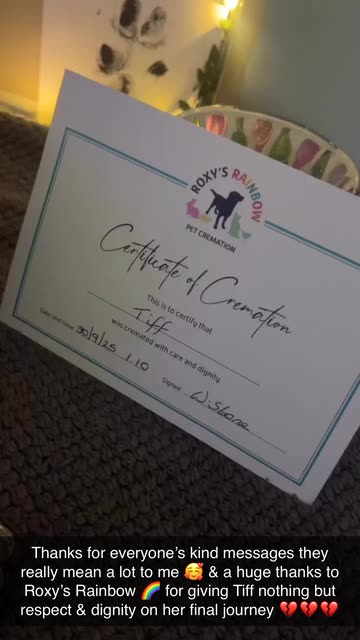 ROXY'S RAINBOW
PET CREMATION
Certificate of Cremation
This is to certify that
Tiff
was cremated with care and dignity
Date and time 30/9/25 1.10
Signed
Thanks for everyone's kind messages they
really mean a lot to me 🥰 & a huge thanks to
Roxy's Rainbow 🌈 for giving Tiff nothing but
respect & dignity on her final journey 💔💔💔